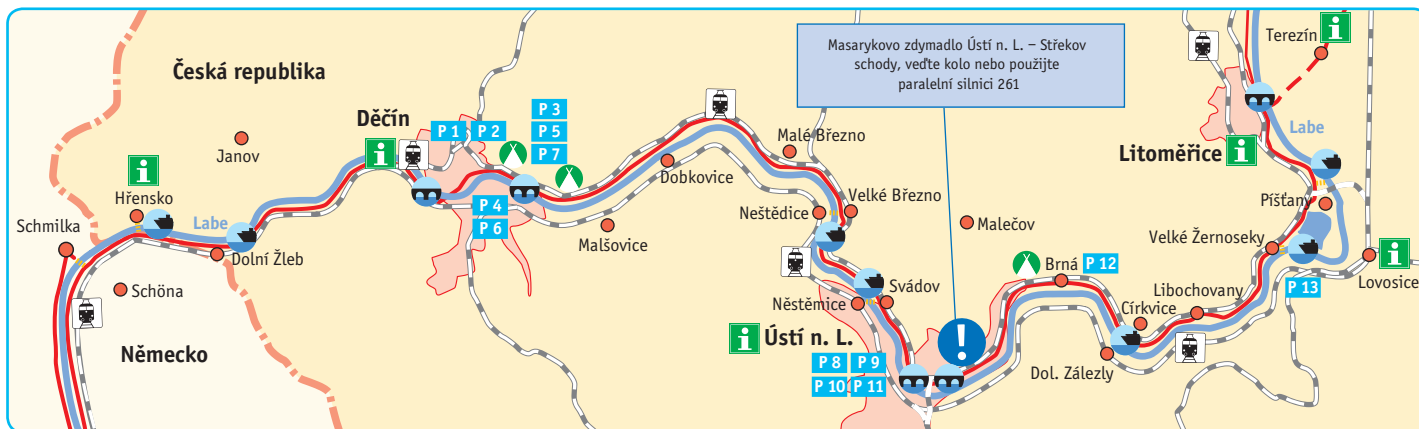 Masarykovo zdymadlo Ústí n. L. – Střekov
schody, veďte kolo nebo použijte
paralelní silnici 261
Česká republika
Janov
Hřensko
Schmilka
Labe
Dolní Žleb
Schöna
Německo
Děčín
P 1
P 2
P 3
P 5
P 7
P 4
P 6
Malšovice
Dobkovice
Malé Březno
Velké Březno
Neštědice
Svádov
Něstěmice
Ústí n. L.
P 8
P 9
P 10
P 11
!
Malečov
Brná
P 12
Církvice
Dol. Zálezly
Libochovany
Velké Žernoseky
Píšťany
P 13
Lovosice
Litoměřice
Labe
Terezín
i
i
i
i
i
i